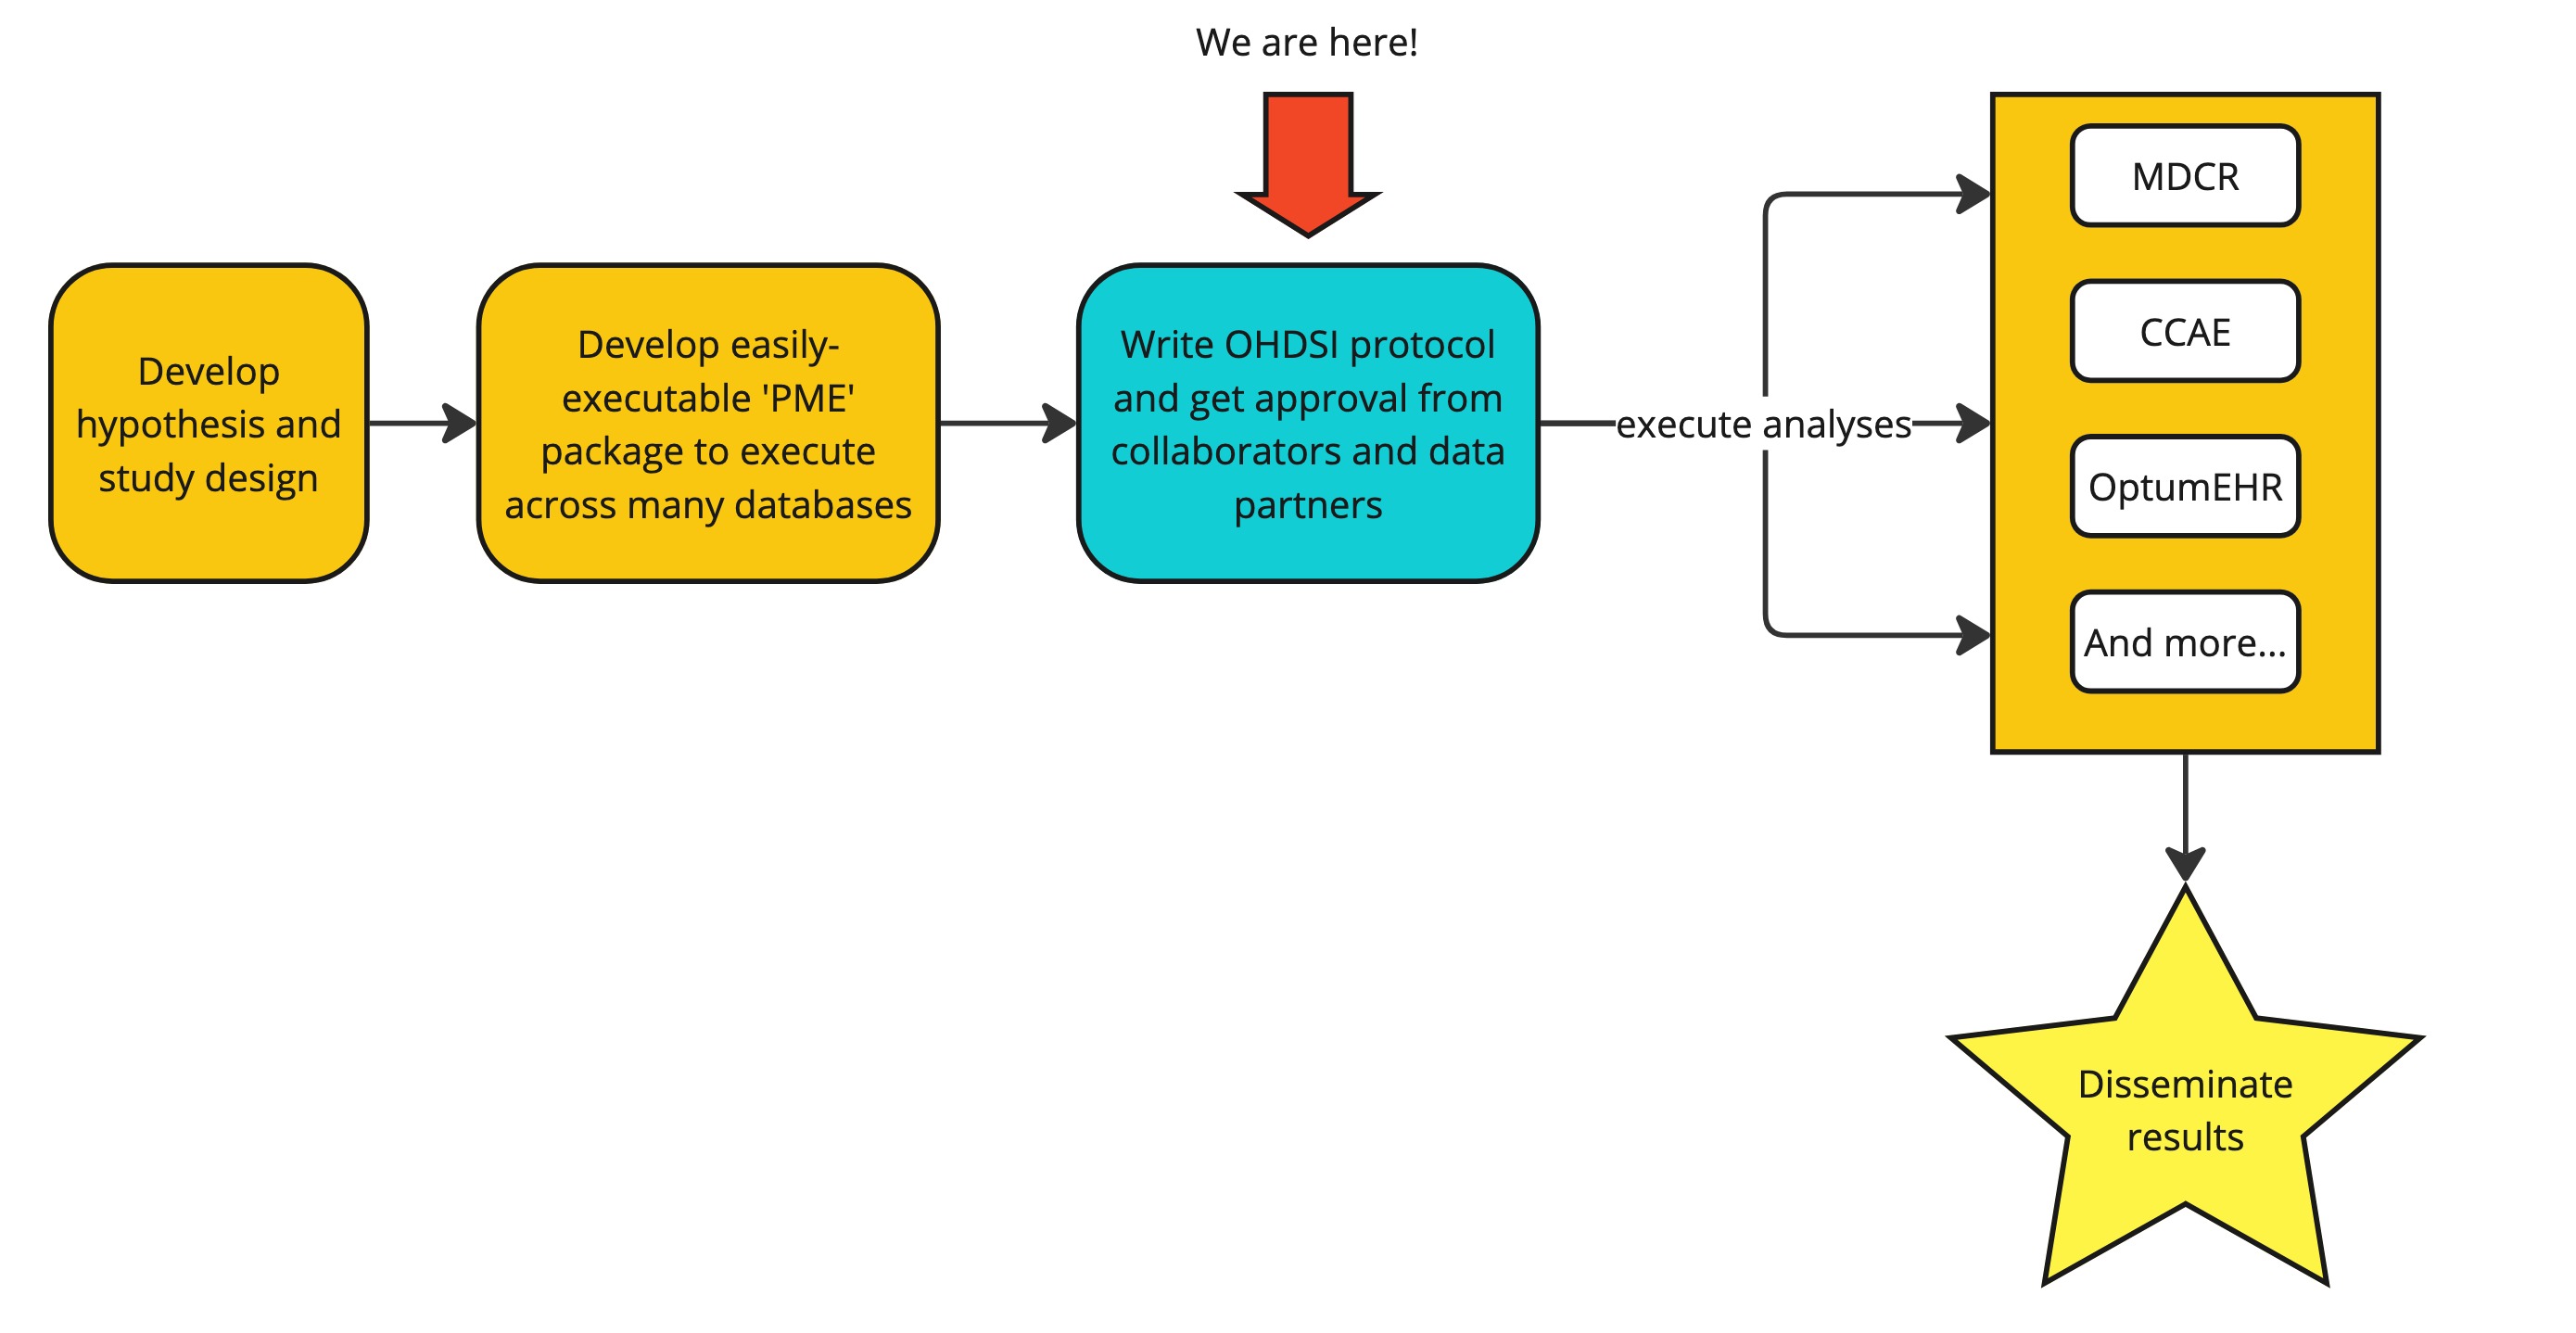 We are here!
Develop
hypothesis and
study design
Develop easily-
executable 'PME'
package to execute
across many databases
Write OHDSI protocol
and get approval from
collaborators and data
partners
execute analyses
MDCR
CCAE
OptumEHR
And more...
Disseminate
results